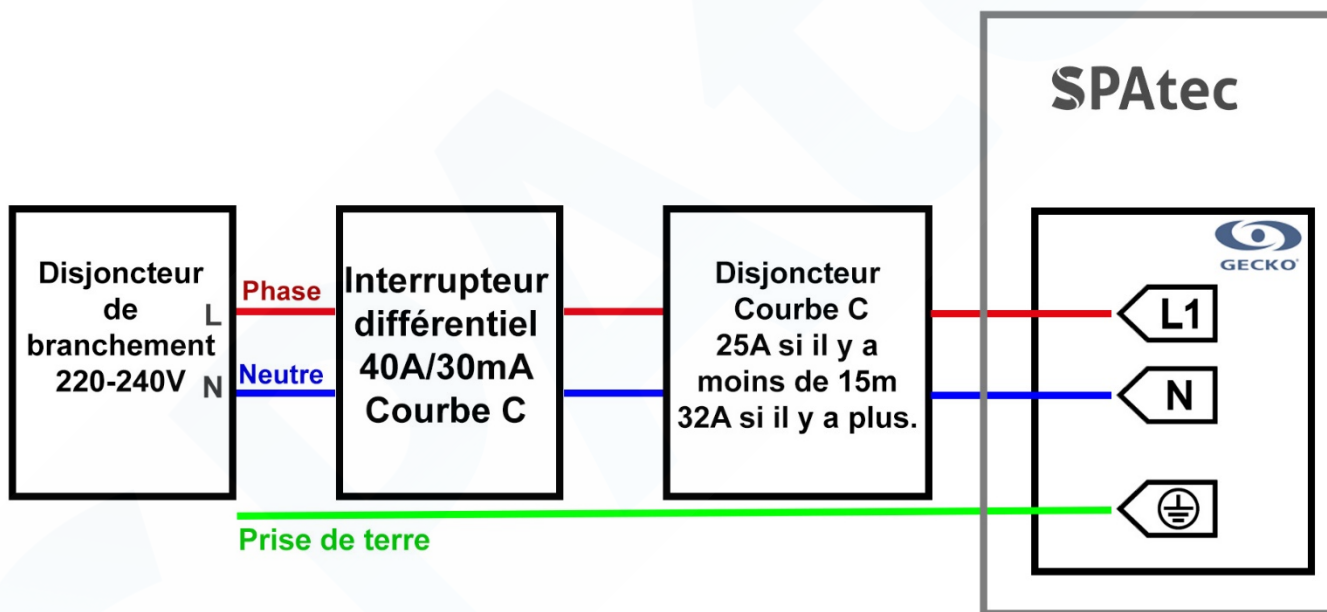 SPAtec
Disjoncteur
de
branchement
220-240V
L
N
Phase
Neutre
Interrupteur
différentiel
40A/30mA
Courbe C
Disjoncteur
Courbe C
25A si il y a
moins de 15m
32A si il y a plus.
GECKO
L1
N
Prise de terre